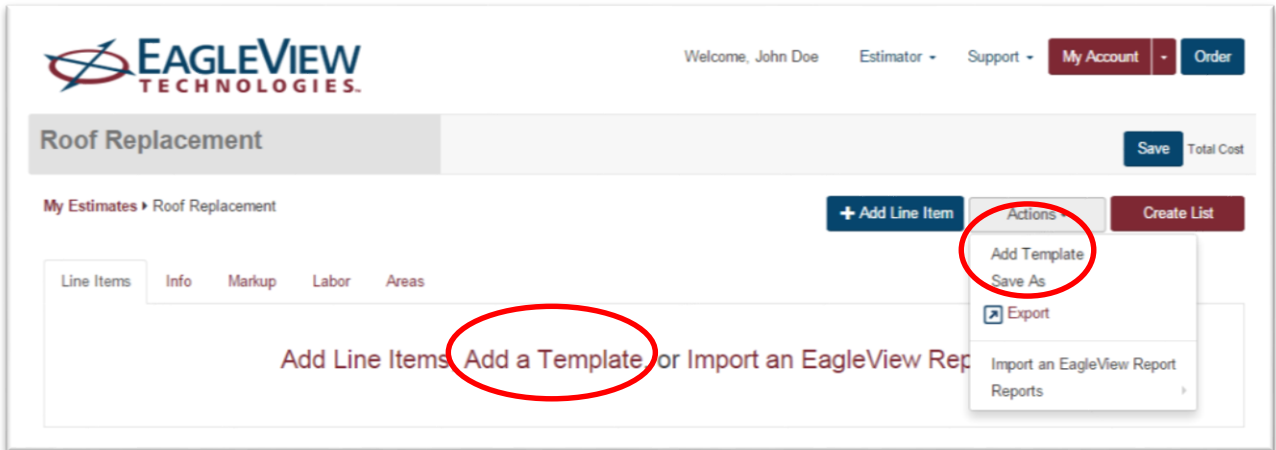 EAGLEVIEW
TECHNOLOGIES
Welcome, John Doe Estimator Support My Account Order
Roof Replacement
Save Total Cost
My Estimates Roof Replacement
+ Add Line Item Actions Create List
Add Template
Save As
Export
Import an EagleView Report
Reports
Line Items Info Markup Labor Areas
Add Line Items, Add a Template, or Import an EagleView Rep